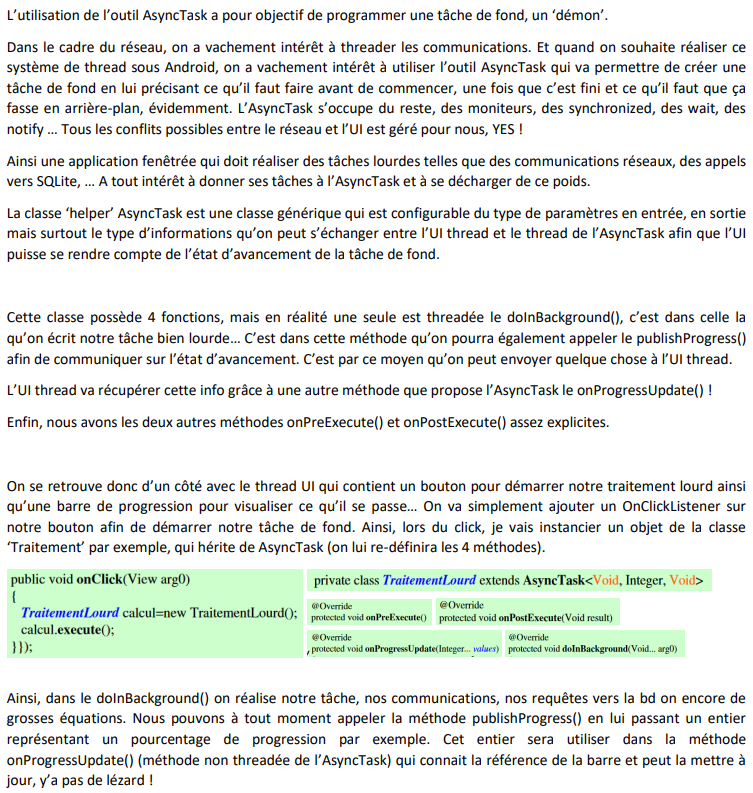 L’utilisation de l’outil AsyncTask a pour objectif de programmer une tâche de fond, un ‘démon’.
Dans le cadre du réseau, on a vachement intérêt à threader les communications. Et quand on souhaite réaliser ce
système de thread sous Android, on a vachement intérêt à utiliser l’outil AsyncTask qui va permettre de créer une
tâche de fond en lui précisant ce qu’il faut faire avant de commencer, une fois que c’est fini et ce qu’il faut que ça
fasse en arrière-plan, évidemment. L’AsyncTask s’occupe du reste, des moniteurs, des synchronized, des wait, des
notify … Tous les conflits possibles entre le réseau et l’UI est géré pour nous, YES !
Ainsi une application fenêtrée qui doit réaliser des tâches lourdes telles que des communications réseaux, des appels
vers SQLite, … A tout intérêt à donner ses tâches à l’AsyncTask et à se décharger de ce poids.
La classe ‘helper’ AsyncTask est une classe générique qui est configurable du type de paramètres en entrée, en sortie
mais surtout le type d’informations qu’on peut s’échanger entre l’UI thread et le thread de l’AsyncTask afin que l’UI
puisse se rendre compte de l’état d’avancement de la tâche de fond.
Cette classe possède 4 fonctions, mais en réalité une seule est threadée le doInBackground(), c’est dans celle la
qu’on écrit notre tâche bien lourde… C’est dans cette méthode qu’on pourra également appeler le publishProgress()
afin de communiquer sur l’état d’avancement. C’est par ce moyen qu’on peut envoyer quelque chose à l’UI thread.
L’UI thread va récupérer cette info grâce à une autre méthode que propose l’AsyncTask le onProgressUpdate() !
Enfin, nous avons les deux autres méthodes onPreExecute() et onPostExecute() assez explicites.
On se retrouve donc d’un côté avec le thread UI qui contient un bouton pour démarrer notre traitement lourd ainsi
qu’une barre de progression pour visualiser ce qu’il se passe… On va simplement ajouter un OnClickListener sur
notre bouton afin de démarrer notre tâche de fond. Ainsi, lors du click, je vais instancier un objet de la classe
‘Traitement’ par exemple, qui hérite de AsyncTask (on lui re-définira les 4 méthodes).
public void onClick(View arg0)
{
TraitementLourd calcul=new TraitementLourd();
calcul.execute();
}});
private class TraitementLourd extends AsyncTask<Void, Integer, Void>
@Override
protected void onPreExecute()
@Override
protected void onPostExecute(Void result)
@Override
protected void onProgressUpdate(Integer... values)
@Override
protected void doInBackground(Void... arg0)
Ainsi, dans le doInBackground() on réalise notre tâche, nos communications, nos requêtes vers la bd on encore de
grosses équations. Nous pouvons à tout moment appeler la méthode publishProgress() en lui passant un entier
représentant un pourcentage de progression par exemple. Cet entier sera utiliser dans la méthode
onProgressUpdate() (méthode non threadée de l’AsyncTask) qui connait la référence de la barre et peut la mettre à
jour, y’a pas de lézard !